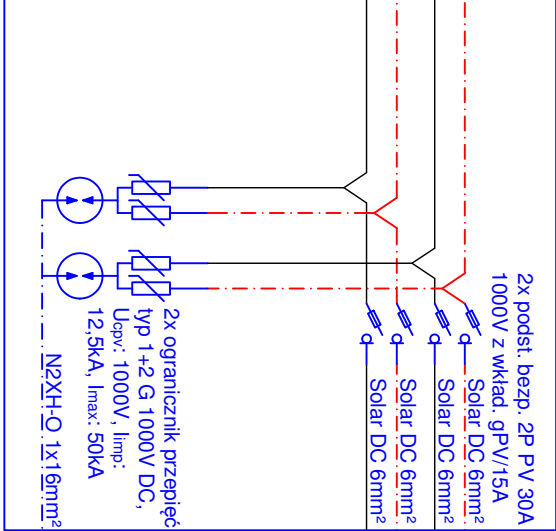 2x podst. bezp. 2P PV 30A
1000V z wkład. gPV/15A
Solar DC 6mm²
Solar DC 6mm²
Solar DC 6mm²
Solar DC 6mm²
2x ogranicznik przepięć
typ 1+2 G 1000V DC,
Ucpv: 1000V, Iimp:
12,5kA, Imax: 50kA
N2XH-O 1x16mm²